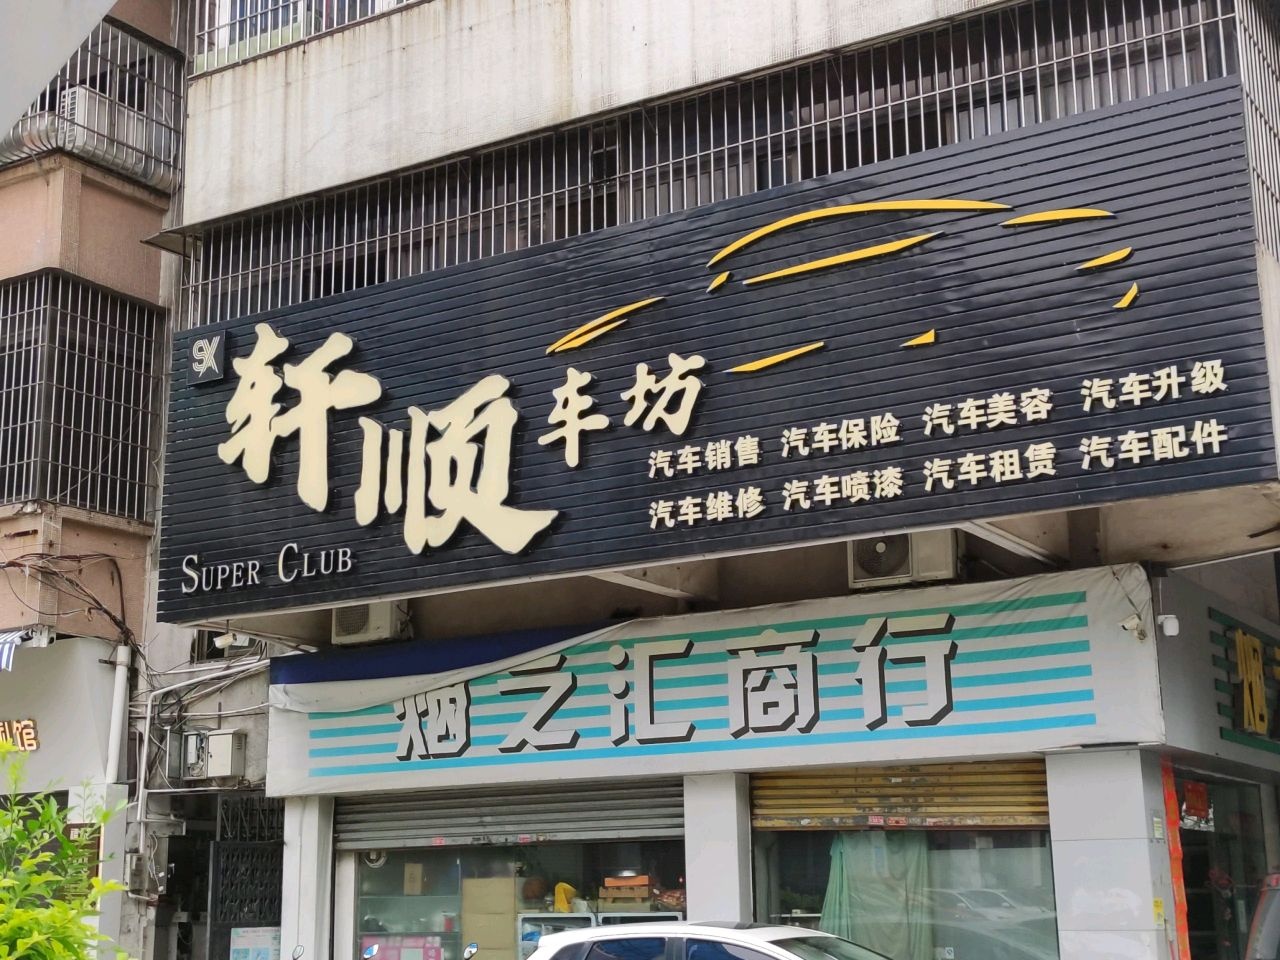 SX
轩顺车坊
SUPER CLUB
汽车销售 汽车保险 汽车美容 汽车升级
汽车维修 汽车喷漆 汽车租赁 汽车配件
烟之汇商行
烟
馆